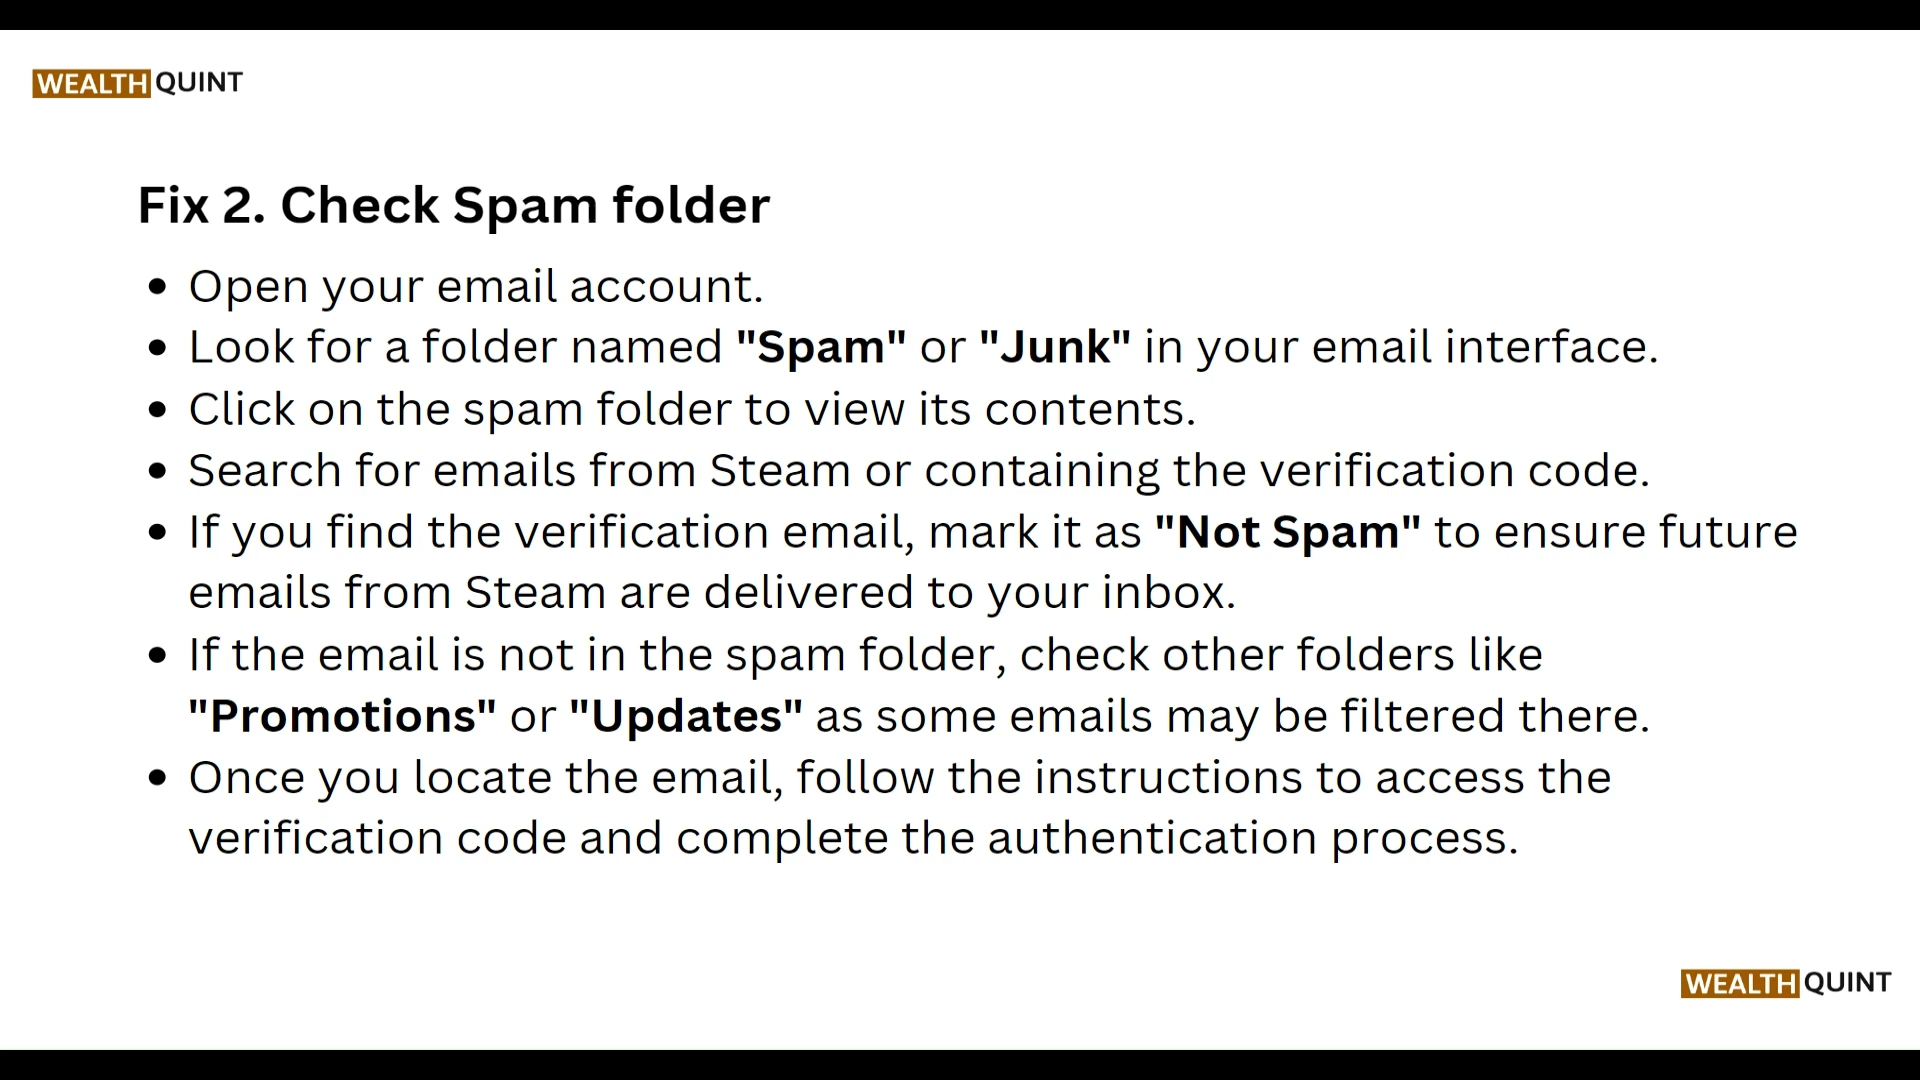 WEALTH QUINT
Fix 2. Check Spam folder
• Open your email account.
• Look for a folder named "Spam" or "Junk" in your email interface.
• Click on the spam folder to view its contents.
• Search for emails from Steam or containing the verification code.
• If you find the verification email, mark it as "Not Spam" to ensure future
emails from Steam are delivered to your inbox.
• If the email is not in the spam folder, check other folders like
"Promotions" or "Updates" as some emails may be filtered there.
• Once you locate the email, follow the instructions to access the
verification code and complete the authentication process.
WEALTH QUINT